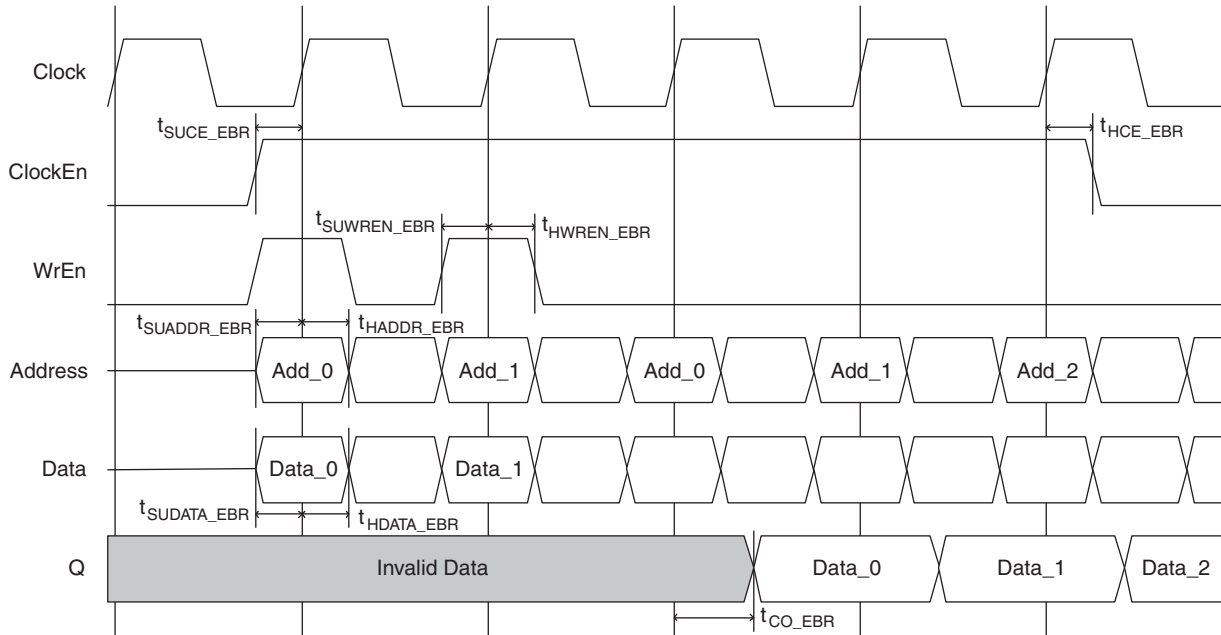 Clock
tSUCE_EBR
tHCE_EBR
ClockEn
tSUWREN_EBR
tHWREN_EBR
WrEn
tSUADDR_EBR
tHADDR_EBR
Address
Add_0
Add_1
Add_0
Add_1
Add_2
Data
Data_0
Data_1
tSUDATA_EBR
tHDATA_EBR
Q
Invalid Data
Data_0
Data_1
Data_2
tCO_EBR